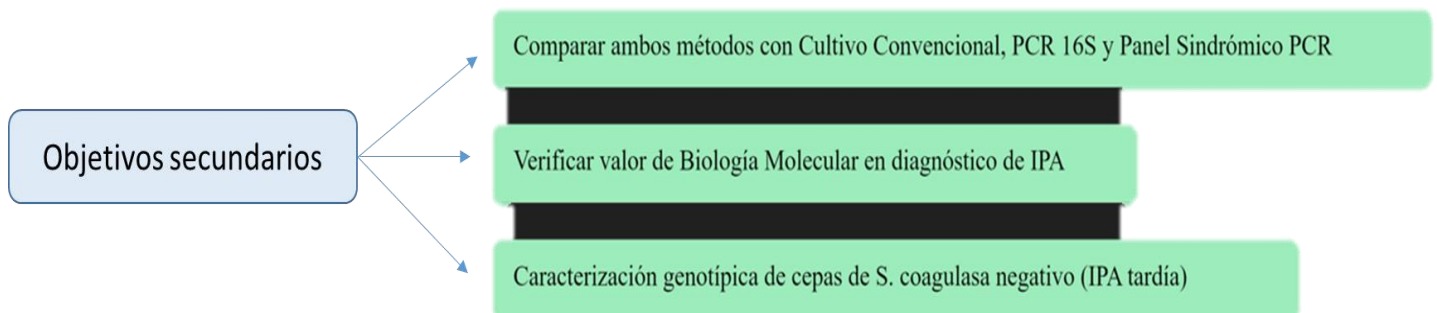 Comparar ambos métodos con Cultivo Convencional, PCR 16S y Panel Sindrómico PCR
Objetivos secundarios
Verificar valor de Biología Molecular en diagnóstico de IPA
Caracterización genotípica de cepas de S. coagulasa negativo (IPA tardía)